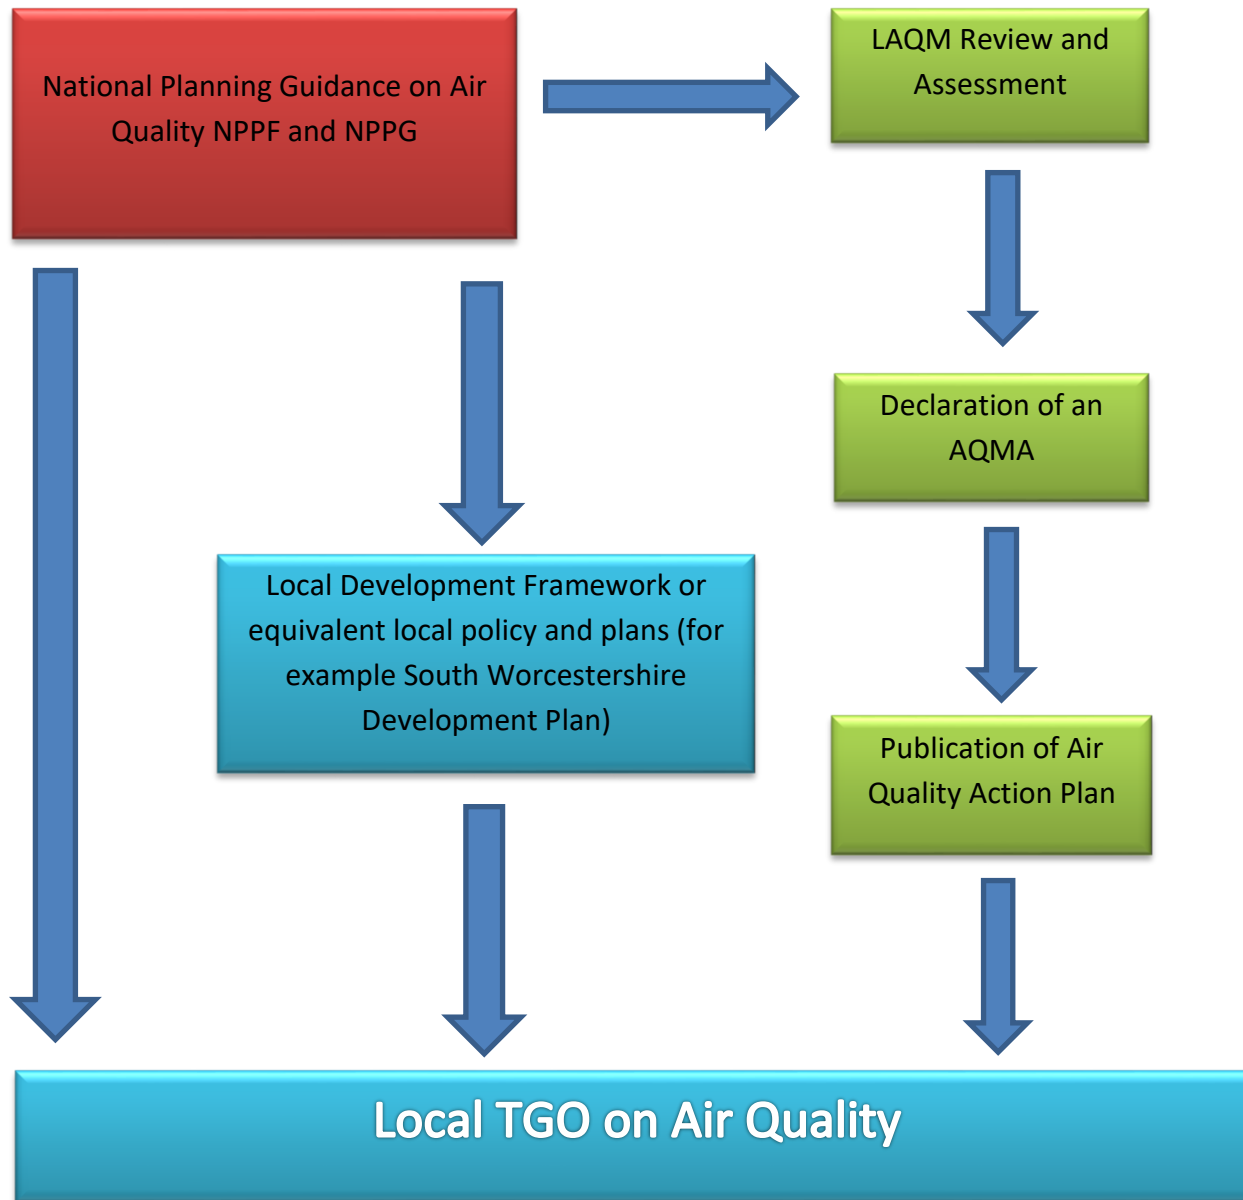 National Planning Guidance on Air
Quality NPPF and NPPG
LAQM Review and
Assessment
Declaration of an
AQMA
Local Development Framework or
equivalent local policy and plans (for
example South Worcestershire
Development Plan)
Publication of Air
Quality Action Plan
Local TGO on Air Quality